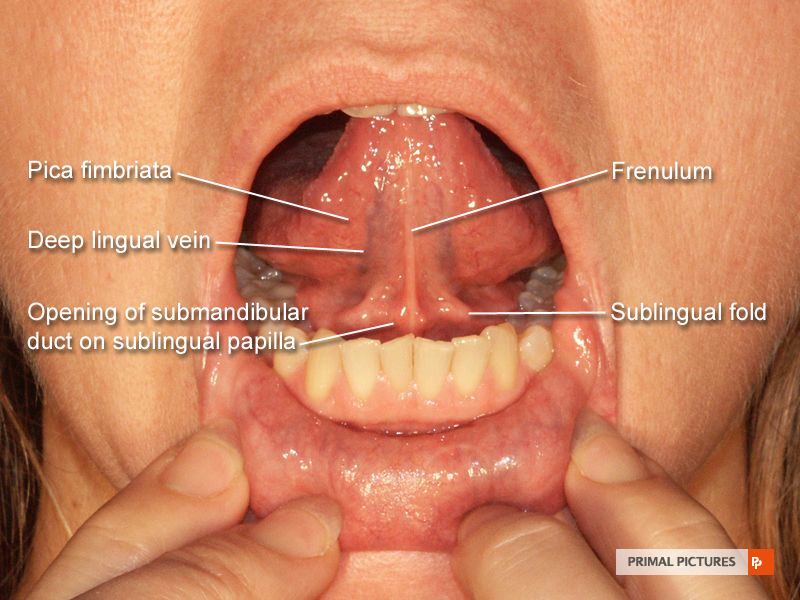 Pica fimbriata
Frenulum
Deep lingual vein
Opening of submandibular
duct on sublingual papilla
Sublingual fold
PRIMAL PICTURES